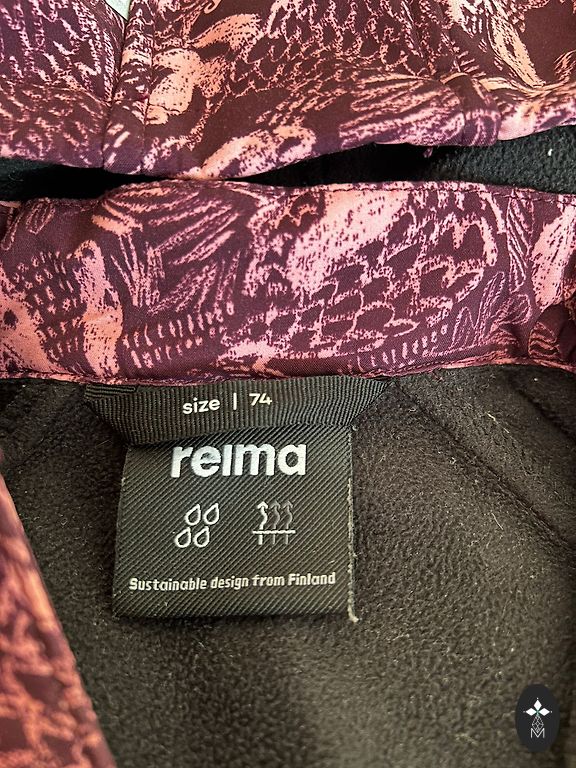 size | 74
reima
Sustainable design from Finland
M